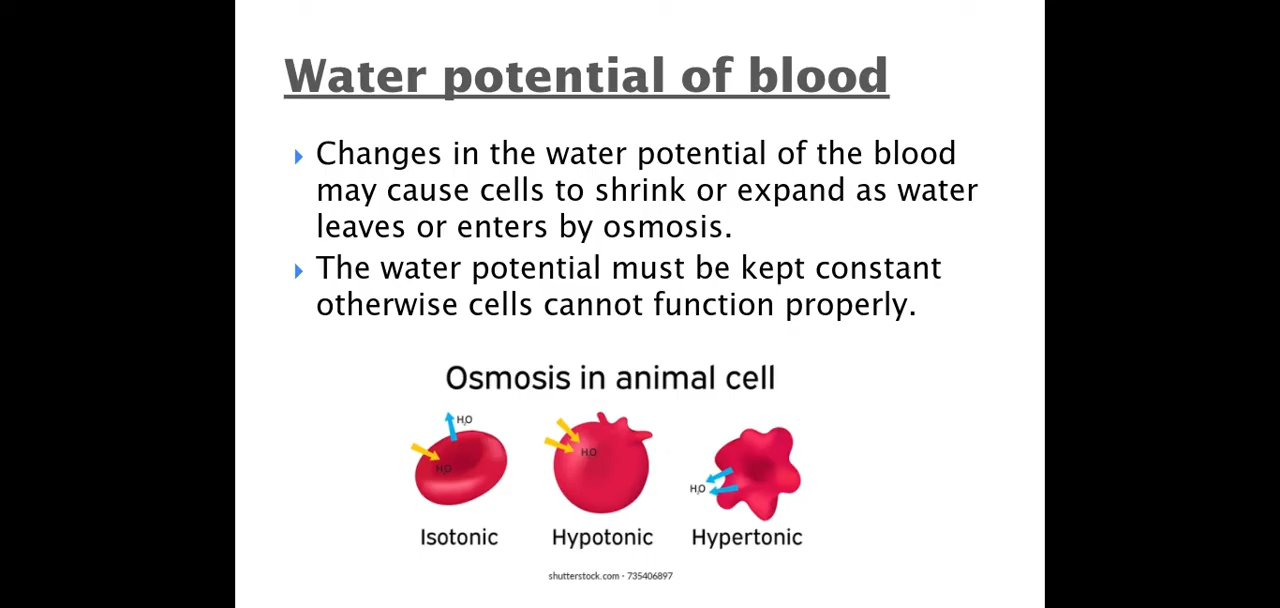 Water potential of blood
Changes in the water potential of the blood
may cause cells to shrink or expand as water
leaves or enters by osmosis.
The water potential must be kept constant
otherwise cells cannot function properly.
Osmosis in animal cell
H₂O
H₂O
H₂O
H₂O
Isotonic Hypotonic Hypertonic
shutterstock.com · 735406897